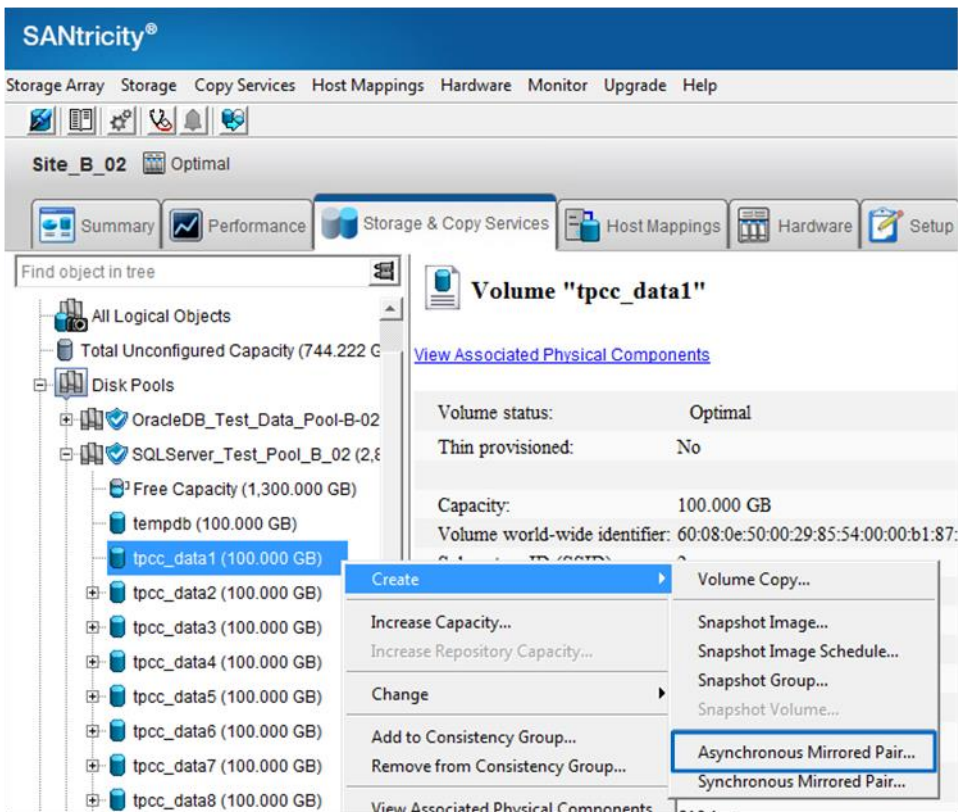 SANtricity®
Storage Array Storage Copy Services Host Mappings Hardware Monitor Upgrade Help
Site_B_02 Optimal
Summary Performance Storage & Copy Services Host Mappings Hardware Setup
Find object in tree
All Logical Objects
Total Unconfigured Capacity (744.222 G
Disk Pools
OracleDB_Test_Data_Pool-B-02
SQLServer_Test_Pool_B_02 (2,8
Free Capacity (1,300.000 GB)
tempdb (100.000 GB)
tpcc_data1 (100.000 GB)
tpcc_data2 (100.000 GB)
tpcc_data3 (100.000 GB)
tpcc_data4 (100.000 GB)
tpcc_data5 (100.000 GB)
tpcc_data6 (100.000 GB)
tpcc_data7 (100.000 GB)
tpcc_data8 (100.000 GB)
Volume "tpcc_data1"
View Associated Physical Components
Volume status: Optimal
Thin provisioned: No
Capacity: 100.000 GB
Volume world-wide identifier: 60:08:0e:50:00:29:85:54:00:00:b1:87:
Create
Increase Capacity...
Increase Repository Capacity...
Change
Add to Consistency Group...
Remove from Consistency Group...
View Associated Physical Components
Volume Copy...
Snapshot Image...
Snapshot Image Schedule...
Snapshot Group...
Snapshot Volume...
Asynchronous Mirrored Pair...
Synchronous Mirrored Pair...